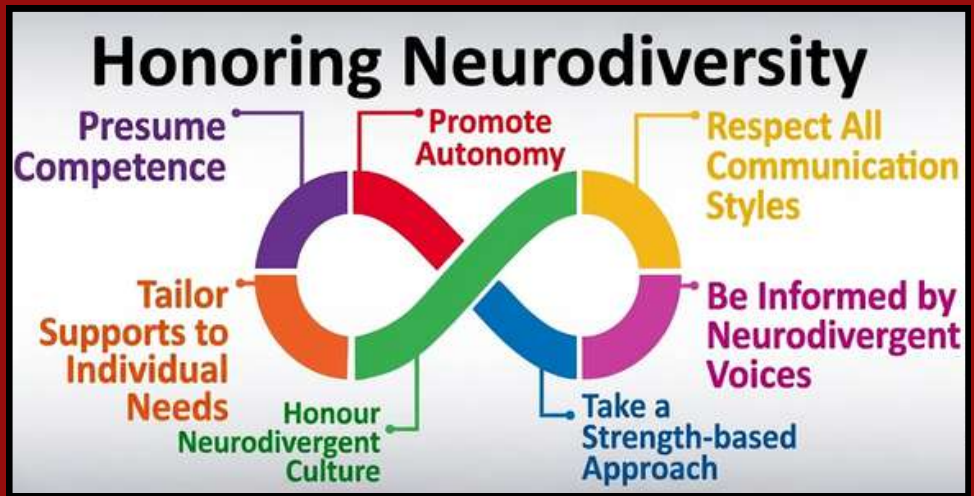 Honoring Neurodiversity
Presume
Competence
Promote
Autonomy
Respect All
Communication
Styles
Tailor
Supports to
Individual
Needs
Be Informed by
Neurodivergent
Voices
Honour
Neurodivergent
Culture
Take a
Strength-based
Approach